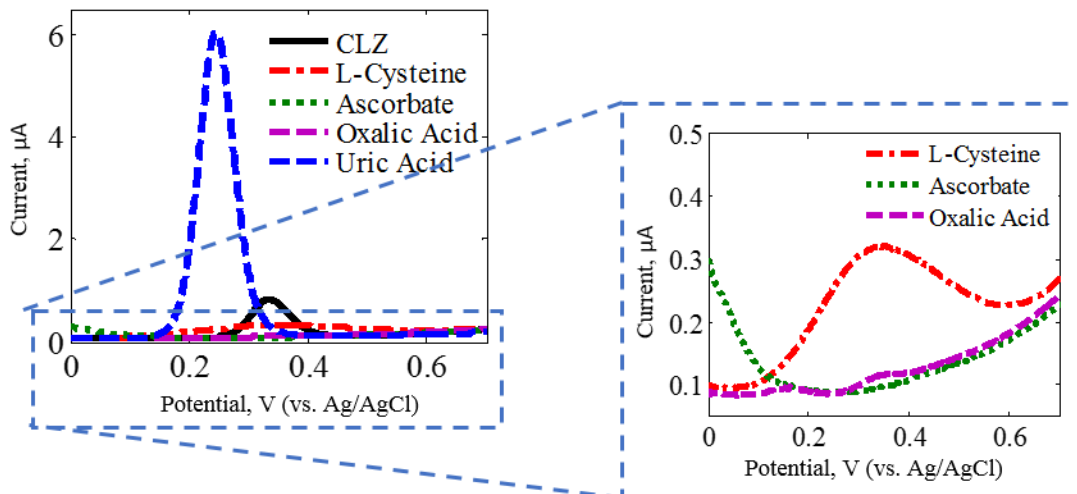 6
4
2
0
Current, µA
CLZ
L-Cysteine
Ascorbate
Oxalic Acid
Uric Acid
0 0.2 0.4 0.6
Potential, V (vs. Ag/AgCl)
0.5
0.4
0.3
0.2
0.1
Current, µA
L-Cysteine
Ascorbate
Oxalic Acid
0 0.2 0.4 0.6
Potential, V (vs. Ag/AgCl)